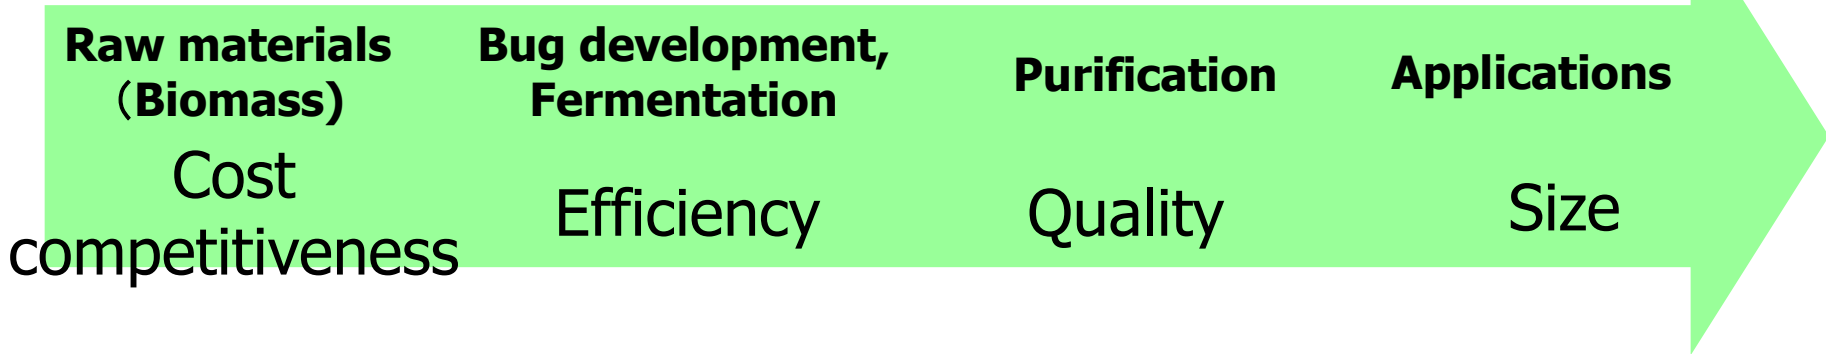 Raw materials
（Biomass)
Cost
competitiveness
Bug development,
Fermentation
Efficiency
Purification
Quality
Applications
Size